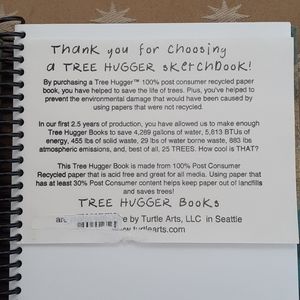 Thank you for choosing
a TREE HUGGER sketchbook!
By purchasing a Tree Hugger™ 100% post consumer recycled paper
book, you have helped to save the life of trees. Plus, you've helped to
prevent the environmental damage that would have been caused by
using papers that were not recycled.
In our first 2.5 years of production, you have allowed us to make enough
Tree Hugger Books to save 4,289 gallons of water, 5,613 BTUs of
energy, 455 lbs of solid waste, 29 lbs of water borne waste, 883 lbs
atmospheric emissions, and, best of all, 25 TREES. How cool is THAT?
This Tree Hugger Book is made from 100% Post Consumer
Recycled paper that is acid free and great for all media. Using paper that
has at least 30% Post Consumer content helps keep paper out of landfills
and saves trees!
TREE HUGGER BOOKS
are by Turtle Arts, LLC in Seattle
turtlearts.com